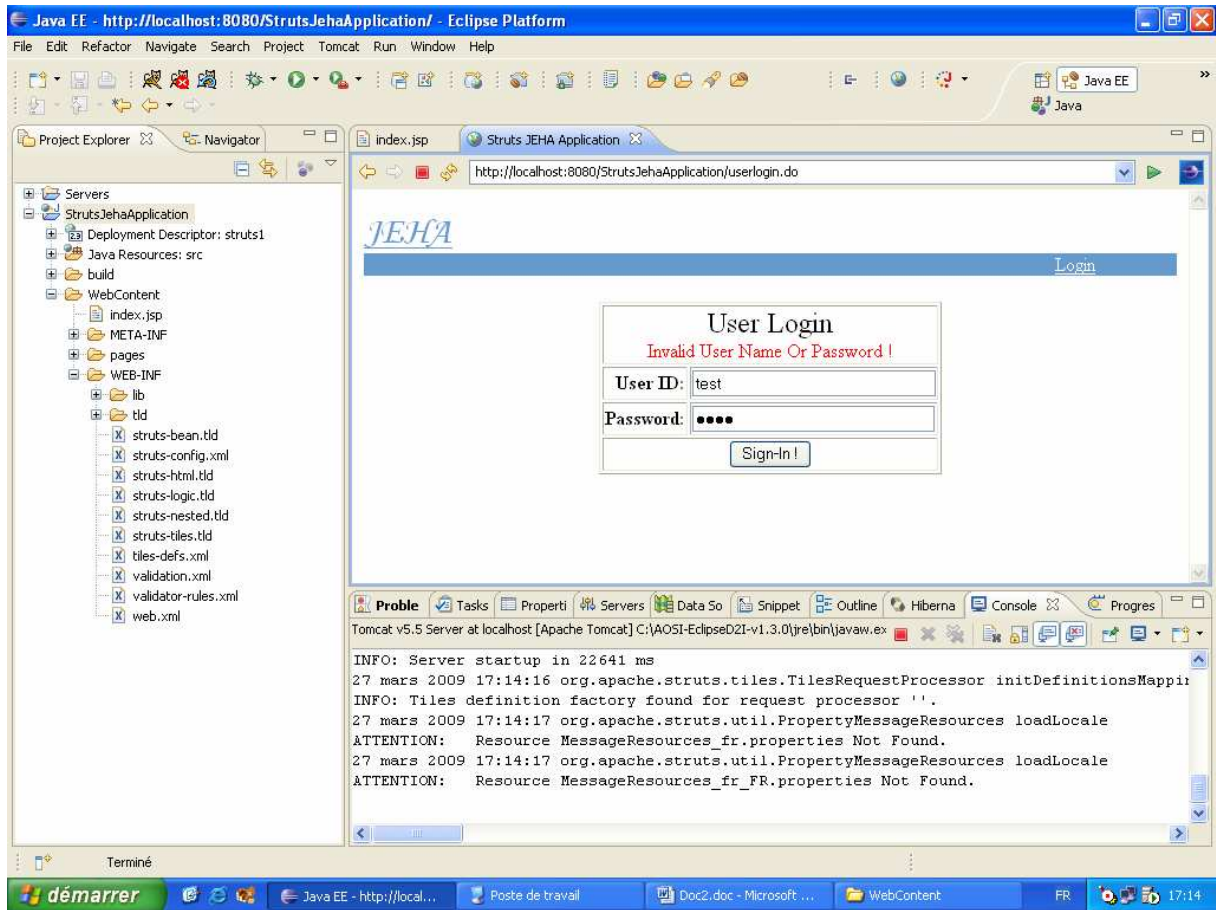 Java EE - http://localhost:8080/StrutsJehaApplication/ - Eclipse Platform
File Edit Refactor Navigate Search Project Tomcat Run Window Help
Java EE
Java
Project Explorer
Navigator
index.jsp
Struts JEHA Application
http://localhost:8080/StrutsJehaApplication/userlogin.do
Servers
StrutsJehaApplication
Deployment Descriptor: struts1
Java Resources: src
build
WebContent
index.jsp
META-INF
pages
WEB-INF
lib
tld
struts-bean.tld
struts-config.xml
struts-html.tld
struts-logic.tld
struts-nested.tld
struts-tiles.tld
tiles-defs.xml
validation.xml
validator-rules.xml
web.xml
JEHA
Login
User Login
Invalid User Name Or Password !
User ID: test
Password: ●●●●
Sign-In !
Proble Tasks Properti Servers Data So Snippet Outline Hiberna Console Progres
Tomcat v5.5 Server at localhost [Apache Tomcat] C:\AOSI-EclipseD2I-v1.3.0\jre\bin\javaw.ex
INFO: Server startup in 22641 ms
27 mars 2009 17:14:16 org.apache.struts.tiles.TilesRequestProcessor initDefinitionsMappin
INFO: Tiles definition factory found for request processor ''.
27 mars 2009 17:14:17 org.apache.struts.util.PropertyMessageResources loadLocale
ATTENTION: Resource MessageResources_fr.properties Not Found.
27 mars 2009 17:14:17 org.apache.struts.util.PropertyMessageResources loadLocale
ATTENTION: Resource MessageResources_fr_FR.properties Not Found.
Terminé
démarrer
Java EE - http://local...
Poste de travail
Doc2.doc - Microsoft ...
WebContent
FR
17:14